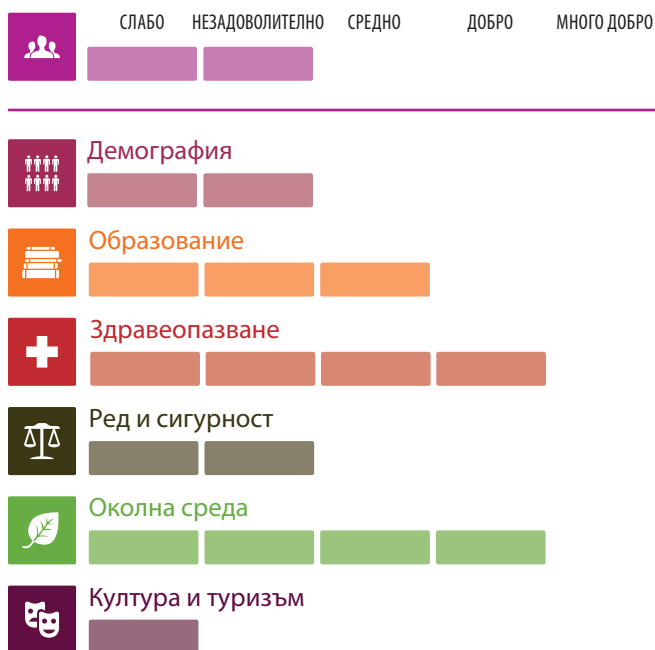 СЛАБО НЕЗАДОВОЛИТЕЛНО СРЕДНО ДОБРО МНОГО ДОБРО
Демография
Образование
Здравеопазване
Ред и сигурност
Околна среда
Култура и туризъм